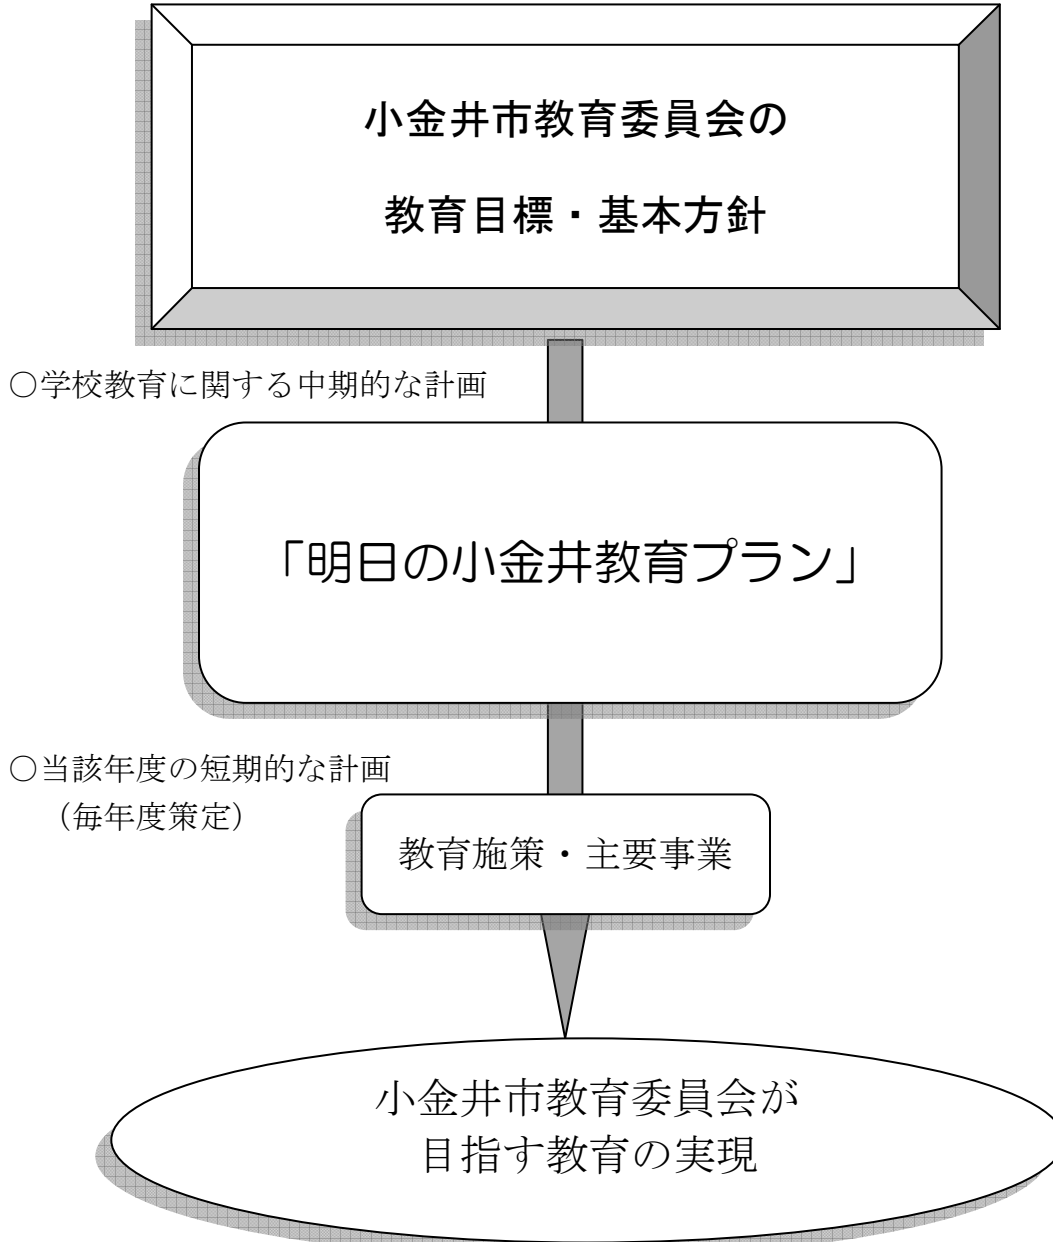 小金井市教育委員会の
教育目標・基本方針
○学校教育に関する中期的な計画
「明日の小金井教育プラン」
○当該年度の短期的な計画
（毎年度策定）
教育施策・主要事業
小金井市教育委員会が
目指す教育の実現